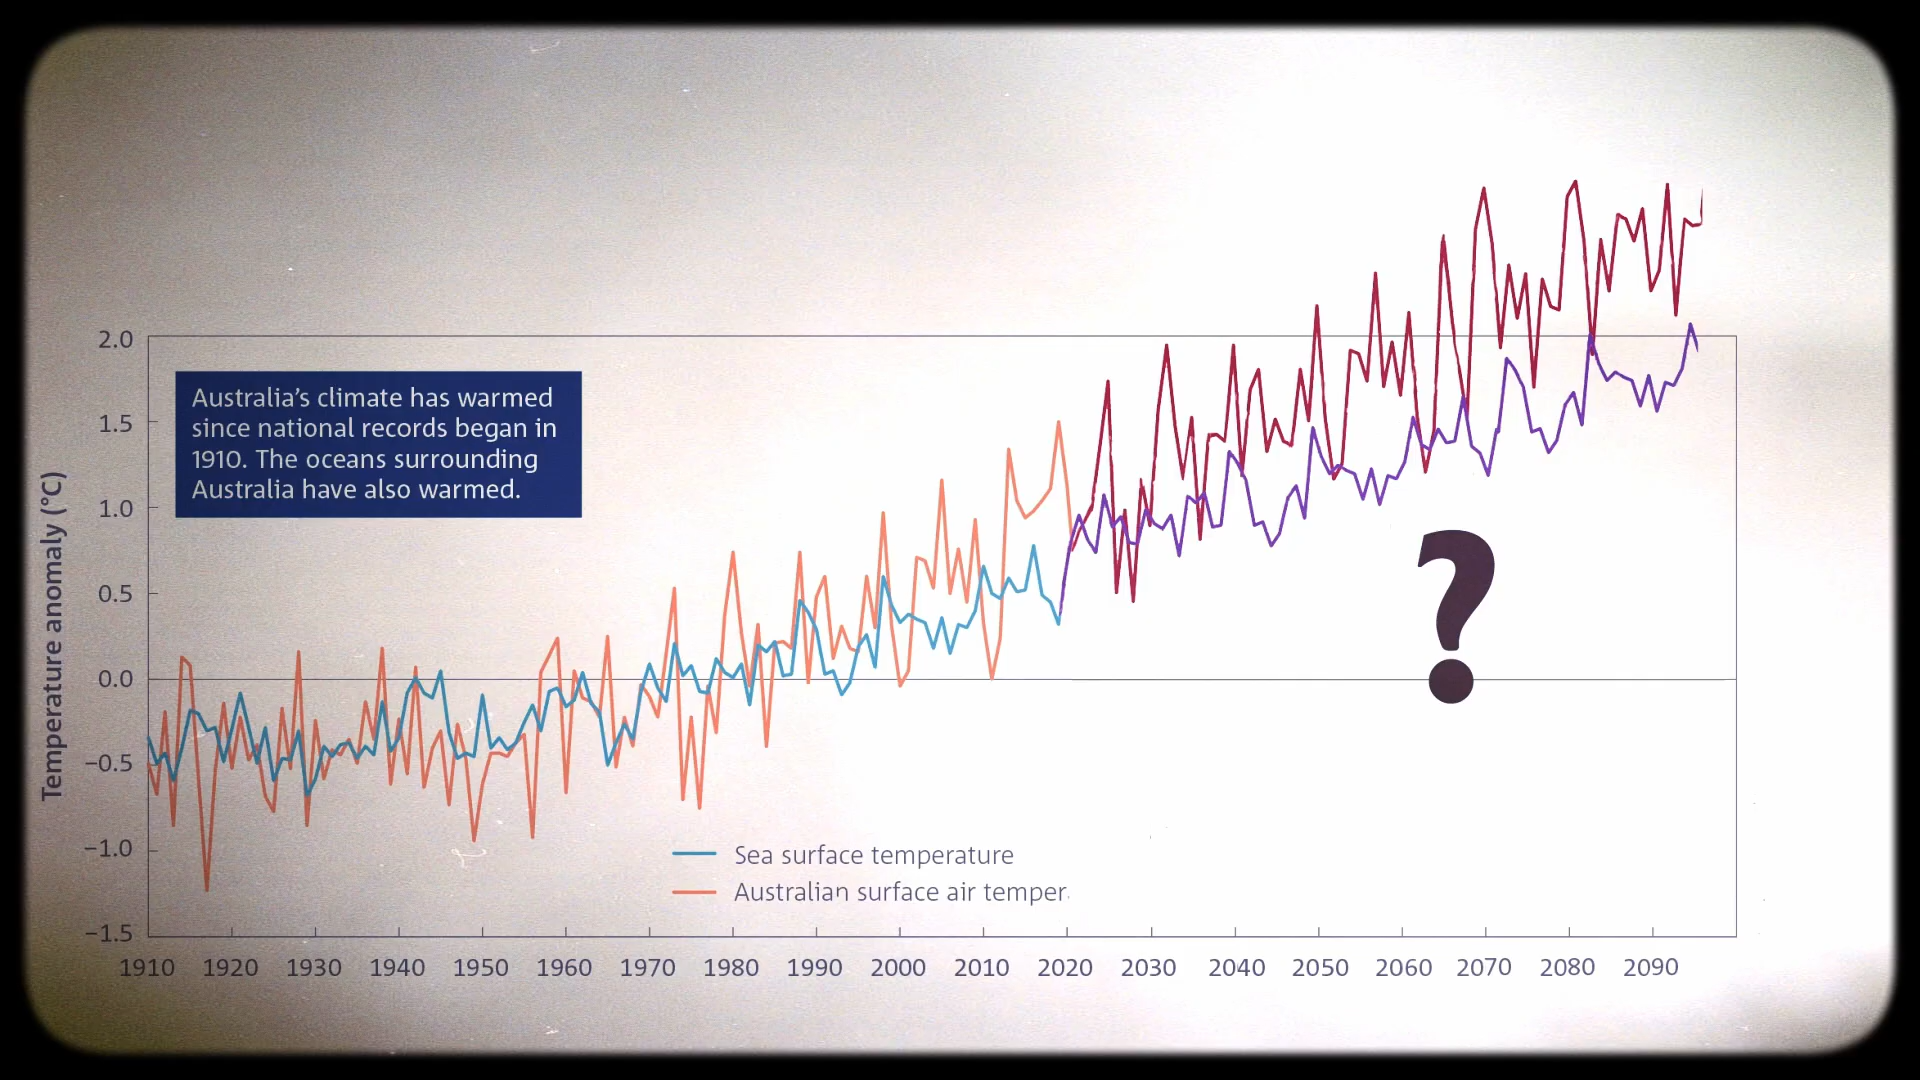 Australia's climate has warmed
since national records began in
1910. The oceans surrounding
Australia have also warmed.
Temperature anomaly (°C)
2.0
1.5
1.0
0.5
0.0
−0.5
−1.0
−1.5
?
Sea surface temperature
Australian surface air temper
1910 1920 1930 1940 1950 1960 1970 1980 1990 2000 2010 2020 2030 2040 2050 2060 2070 2080 2090